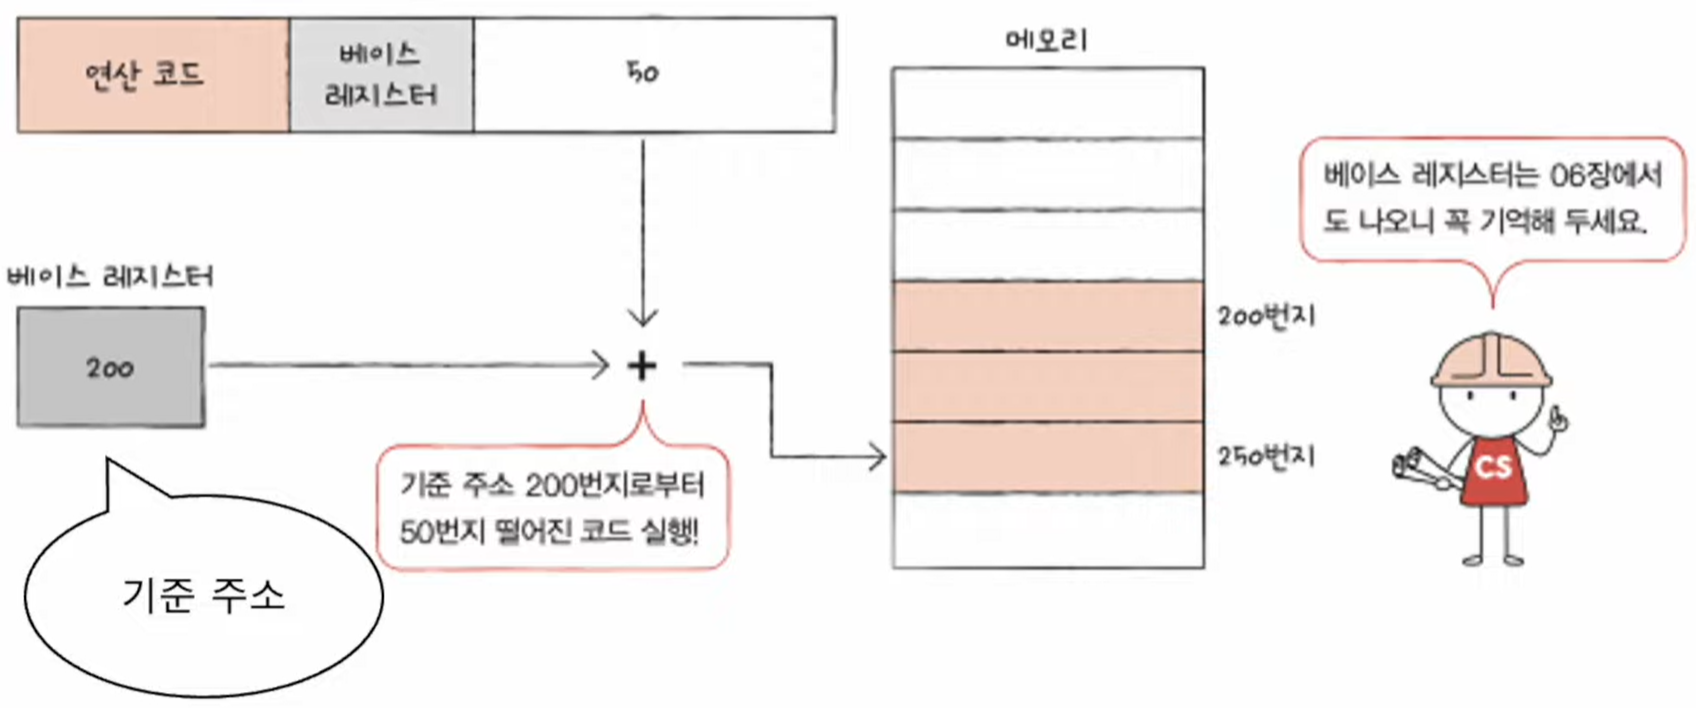 연산 코드
베이스
레지스터
50
메모리
베이스 레지스터는 06장에서
도 나오니 꼭 기억해 두세요.
베이스 레지스터
200
+
200번지
250번지
기준 주소 200번지로부터
50번지 떨어진 코드 실행!
CS
기준 주소